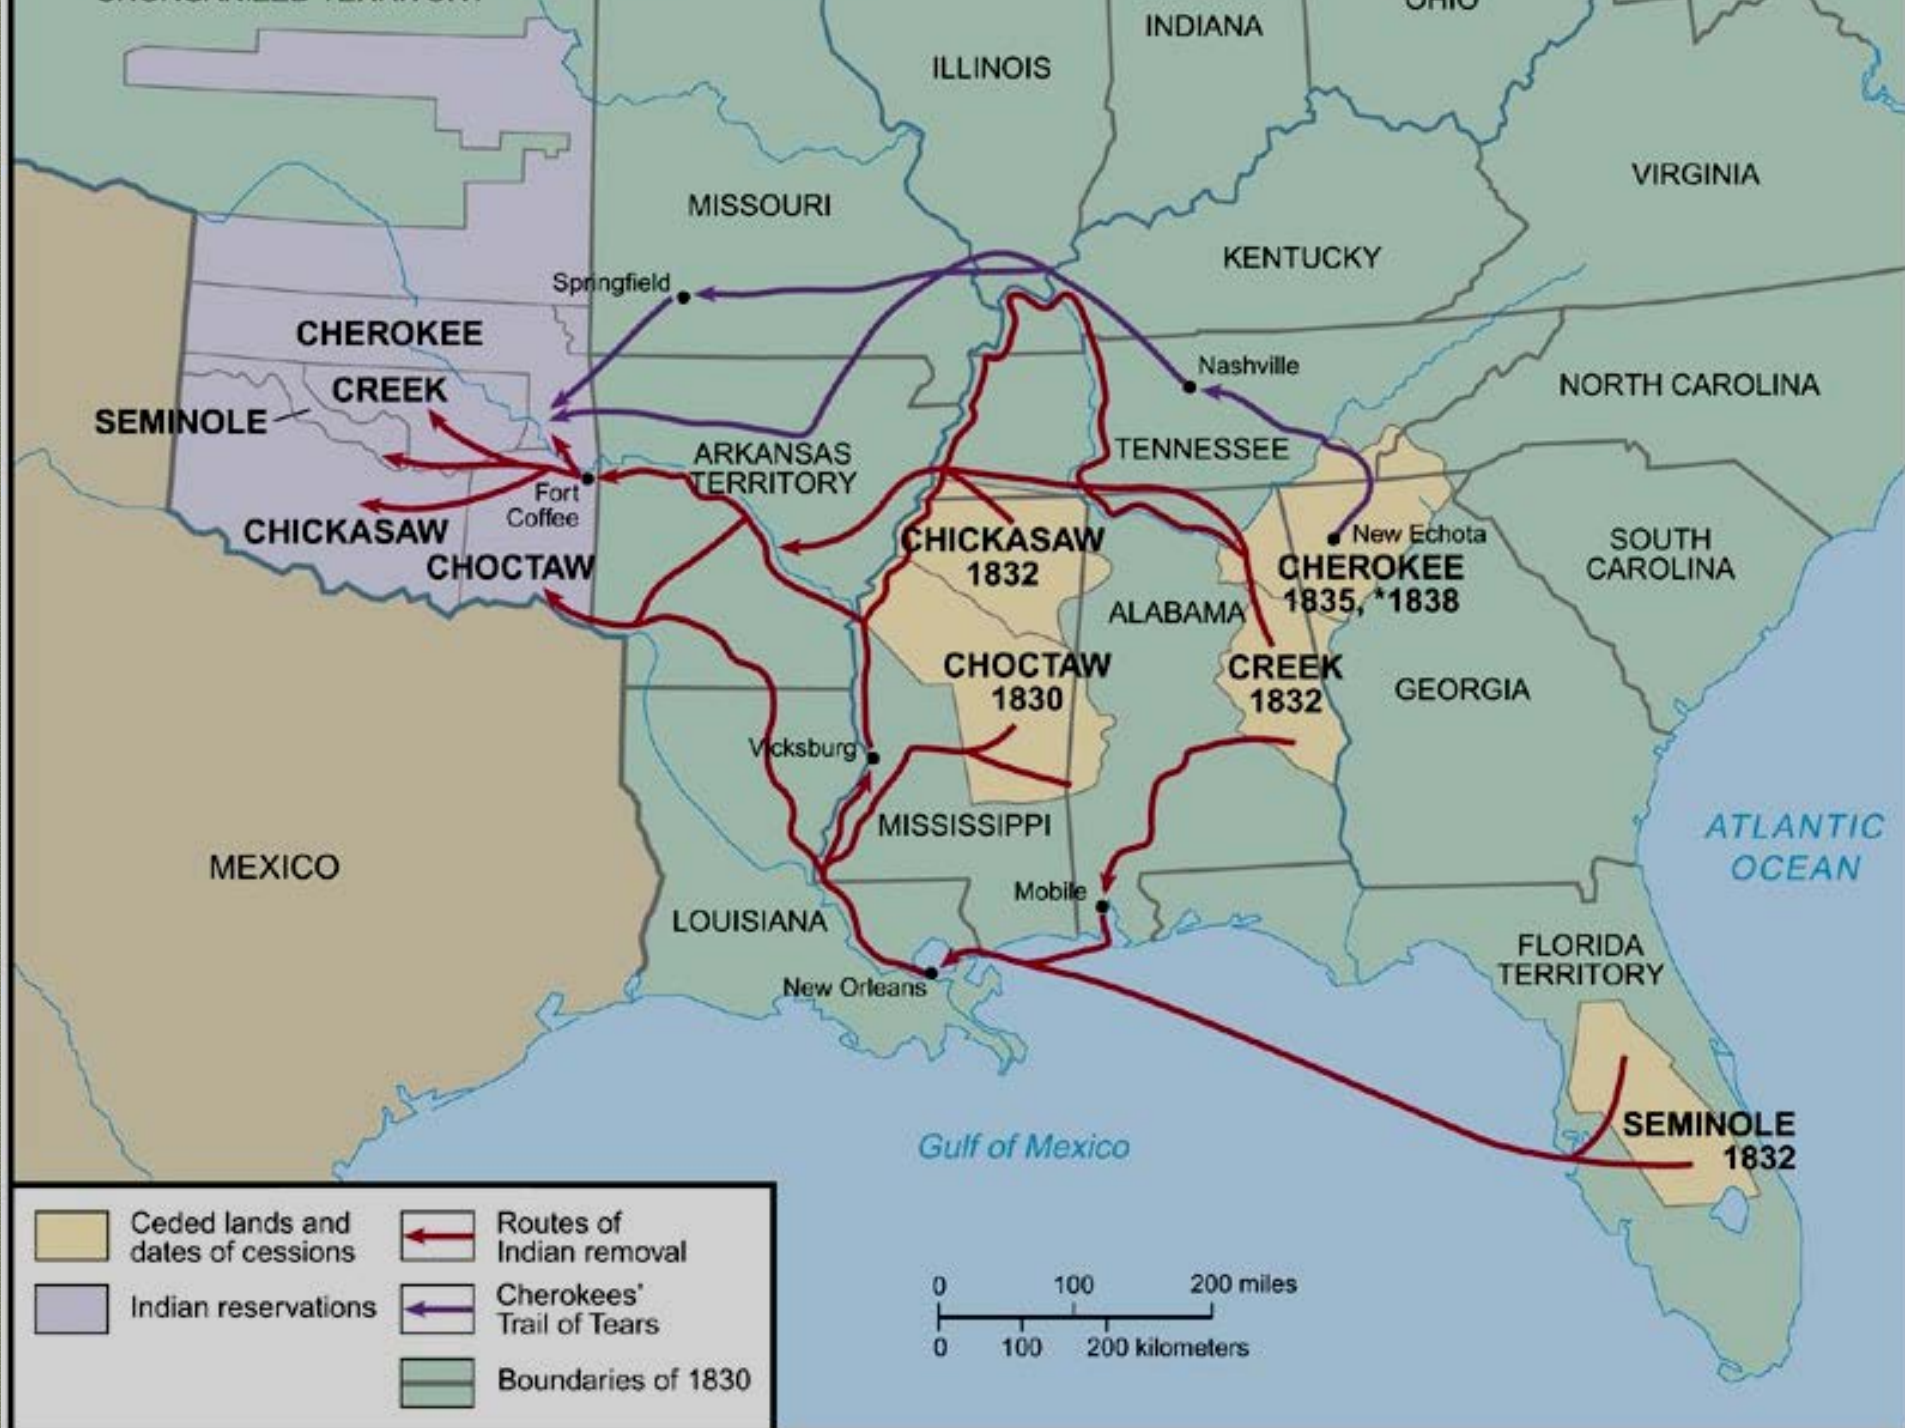 INDIANA
OHIO
ILLINOIS
MISSOURI
VIRGINIA
KENTUCKY
Springfield
CHEROKEE
CREEK
SEMINOLE
Nashville
NORTH CAROLINA
TENNESSEE
ARKANSAS
TERRITORY
Fort
Coffee
CHICKASAW
CHOCTAW
CHICKASAW
1832
New Echota
CHEROKEE
1835, *1838
SOUTH
CAROLINA
ALABAMA
CHOCTAW
1830
CREEK
1832
GEORGIA
Vicksburg
MISSISSIPPI
MEXICO
ATLANTIC
OCEAN
Mobile
LOUISIANA
New Orleans
FLORIDA
TERRITORY
SEMINOLE
1832
Gulf of Mexico
Ceded lands and
dates of cessions
Indian reservations
Routes of
Indian removal
Cherokees'
Trail of Tears
Boundaries of 1830
0 100 200 miles
0 100 200 kilometers